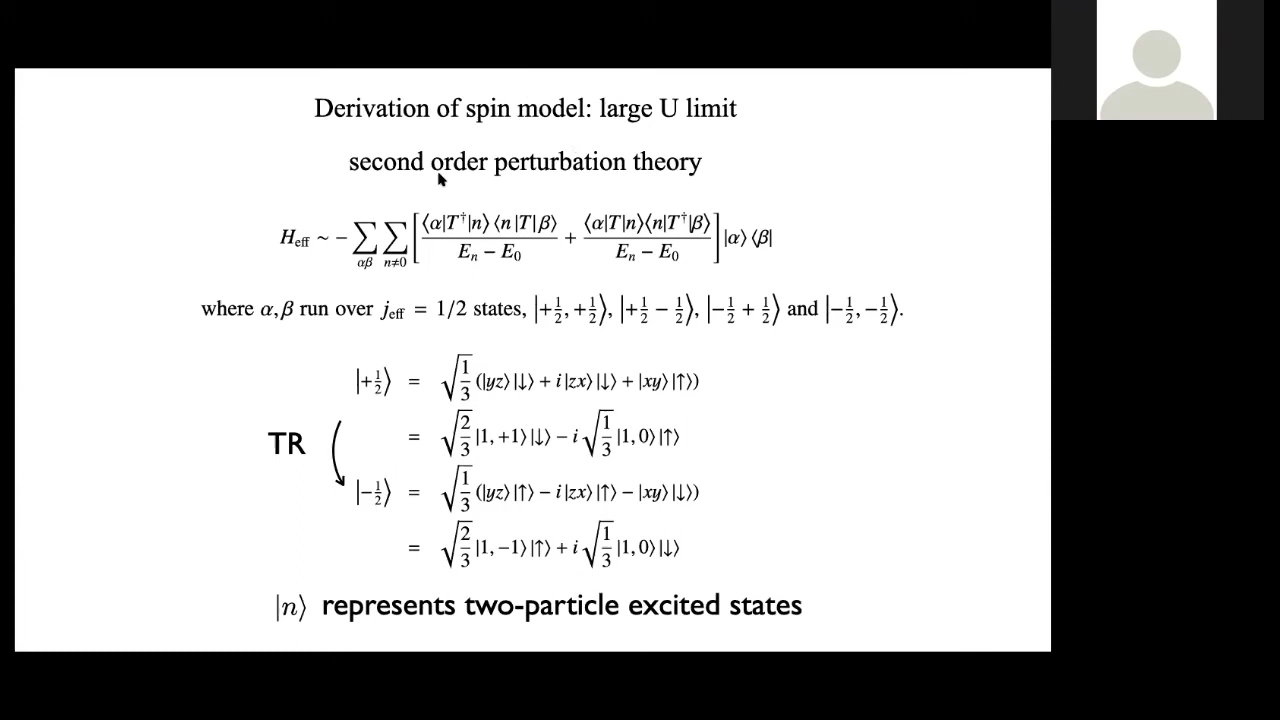 Derivation of spin model: large U limit
second order perturbation theory
H_eff ∼ − ∑_{αβ} ∑_{n≠0} [ ⟨α|T†|n⟩ ⟨n|T|β⟩ / (E_n − E_0) + ⟨α|T|n⟩⟨n|T†|β⟩ / (E_n − E_0) ] |α⟩ ⟨β|
where α,β run over j_eff = 1/2 states, |+½, +½⟩, |+½ − ½⟩, |−½ + ½⟩ and |−½, −½⟩.
|+½⟩ = √(1/3) (|yz⟩|↓⟩ + i|zx⟩|↓⟩ + |xy⟩|↑⟩)
= √(2/3) |1, +1⟩|↓⟩ − i √(1/3) |1, 0⟩|↑⟩
TR
|−½⟩ = √(1/3) (|yz⟩|↑⟩ − i|zx⟩|↑⟩ − |xy⟩|↓⟩)
= √(2/3) |1, −1⟩|↑⟩ + i √(1/3) |1, 0⟩|↓⟩
|n⟩ represents two-particle excited states